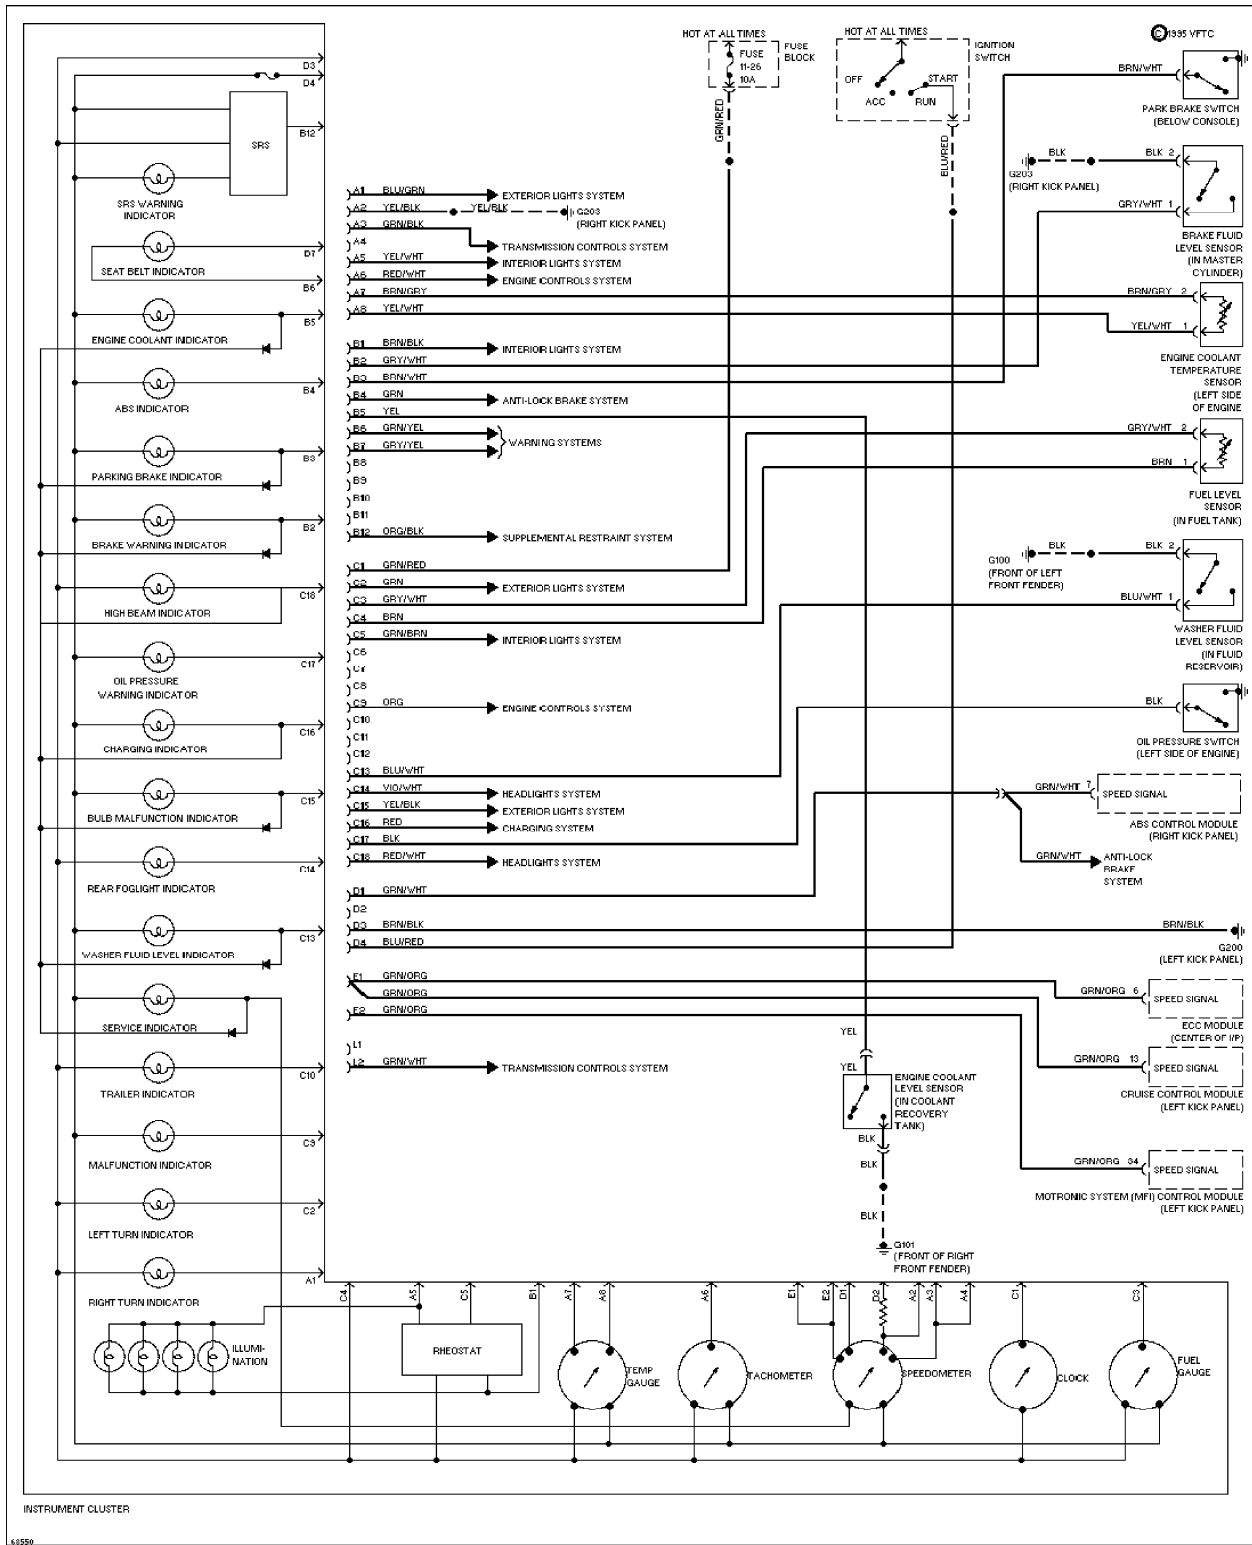 HOT AT ALL TIMES
FUSE
11-26
10A
FUSE
BLOCK
GRN/RED
HOT AT ALL TIMES
IGNITION
SWITCH
OFF
ACC
RUN
START
BLU/RED
© 1995 VFTC
BRN/WHT
PARK BRAKE SWITCH
(BELOW CONSOLE)
BLK
BLK 2
G203
(RIGHT KICK PANEL)
GRY/WHT 1
BRAKE FLUID
LEVEL SENSOR
(IN MASTER
CYLINDER)
BRN/GRY 2
YEL/WHT 1
ENGINE COOLANT
TEMPERATURE
SENSOR
(LEFT SIDE
OF ENGINE
GRY/WHT 2
BRN 1
FUEL LEVEL
SENSOR
(IN FUEL TANK)
BLK
BLK 2
G100
(FRONT OF LEFT
FRONT FENDER)
BLU/WHT 1
WASHER FLUID
LEVEL SENSOR
(IN FLUID
RESERVOIR)
BLK
OIL PRESSURE SWITCH
(LEFT SIDE OF ENGINE)
GRN/WHT 7
SPEED SIGNAL
ABS CONTROL MODULE
(RIGHT KICK PANEL)
GRN/WHT
ANTI-LOCK
BRAKE
SYSTEM
BRN/BLK
G200
(LEFT KICK PANEL)
GRN/ORG 6
SPEED SIGNAL
ECC MODULE
(CENTER OF I/P)
GRN/ORG 13
SPEED SIGNAL
CRUISE CONTROL MODULE
(LEFT KICK PANEL)
GRN/ORG 34
SPEED SIGNAL
MOTRONIC SYSTEM (MFI) CONTROL MODULE
(LEFT KICK PANEL)
D3
D4
B12
SRS
SRS WARNING
INDICATOR
D7
SEAT BELT INDICATOR
B6
B5
ENGINE COOLANT INDICATOR
B4
ABS INDICATOR
B3
PARKING BRAKE INDICATOR
B2
BRAKE WARNING INDICATOR
C18
HIGH BEAM INDICATOR
C17
OIL PRESSURE
WARNING INDICATOR
C16
CHARGING INDICATOR
C15
BULB MALFUNCTION INDICATOR
C14
REAR FOGLIGHT INDICATOR
C13
WASHER FLUID LEVEL INDICATOR
SERVICE INDICATOR
C10
TRAILER INDICATOR
C9
MALFUNCTION INDICATOR
C2
LEFT TURN INDICATOR
A1
RIGHT TURN INDICATOR
A1 BLU/GRN EXTERIOR LIGHTS SYSTEM
A2 YEL/BLK YEL/BLK G203
(RIGHT KICK PANEL)
A3 GRN/BLK TRANSMISSION CONTROLS SYSTEM
A4
A5 YEL/WHT INTERIOR LIGHTS SYSTEM
A6 RED/WHT ENGINE CONTROLS SYSTEM
A7 BRN/GRY
A8 YEL/WHT
B1 BRN/BLK INTERIOR LIGHTS SYSTEM
B2 GRY/WHT
B3 BRN/WHT
B4 GRN ANTI-LOCK BRAKE SYSTEM
B5 YEL
B6 GRN/YEL
WARNING SYSTEMS
B7 GRY/YEL
B8
B9
B10
B11
B12 ORG/BLK SUPPLEMENTAL RESTRAINT SYSTEM
C1 GRN/RED
C2 GRN EXTERIOR LIGHTS SYSTEM
C3 GRY/WHT
C4 BRN
C5 GRN/BRN INTERIOR LIGHTS SYSTEM
C6
C7
C8
C9 ORG ENGINE CONTROLS SYSTEM
C10
C11
C12
C13 BLU/WHT
C14 VIO/WHT HEADLIGHTS SYSTEM
C15 YEL/BLK EXTERIOR LIGHTS SYSTEM
C16 RED CHARGING SYSTEM
C17 BLK
C18 RED/WHT HEADLIGHTS SYSTEM
D1 GRN/WHT
D2
D3 BRN/BLK
D4 BLU/RED
E1 GRN/ORG
GRN/ORG
E2 GRN/ORG
L1
L2 GRN/WHT TRANSMISSION CONTROLS SYSTEM
YEL
YEL
ENGINE COOLANT
LEVEL SENSOR
(IN COOLANT
RECOVERY
TANK)
BLK
BLK
BLK
G101
(FRONT OF RIGHT
FRONT FENDER)
C4 A5 C5 B1 A7 A8 A6 E1 E2 D1 D2 A2 A3 A4 C1 C3
ILLUMI-
NATION
RHEOSTAT
TEMP
GAUGE
TACHOMETER
SPEEDOMETER
CLOCK
FUEL
GAUGE
INSTRUMENT CLUSTER
68550